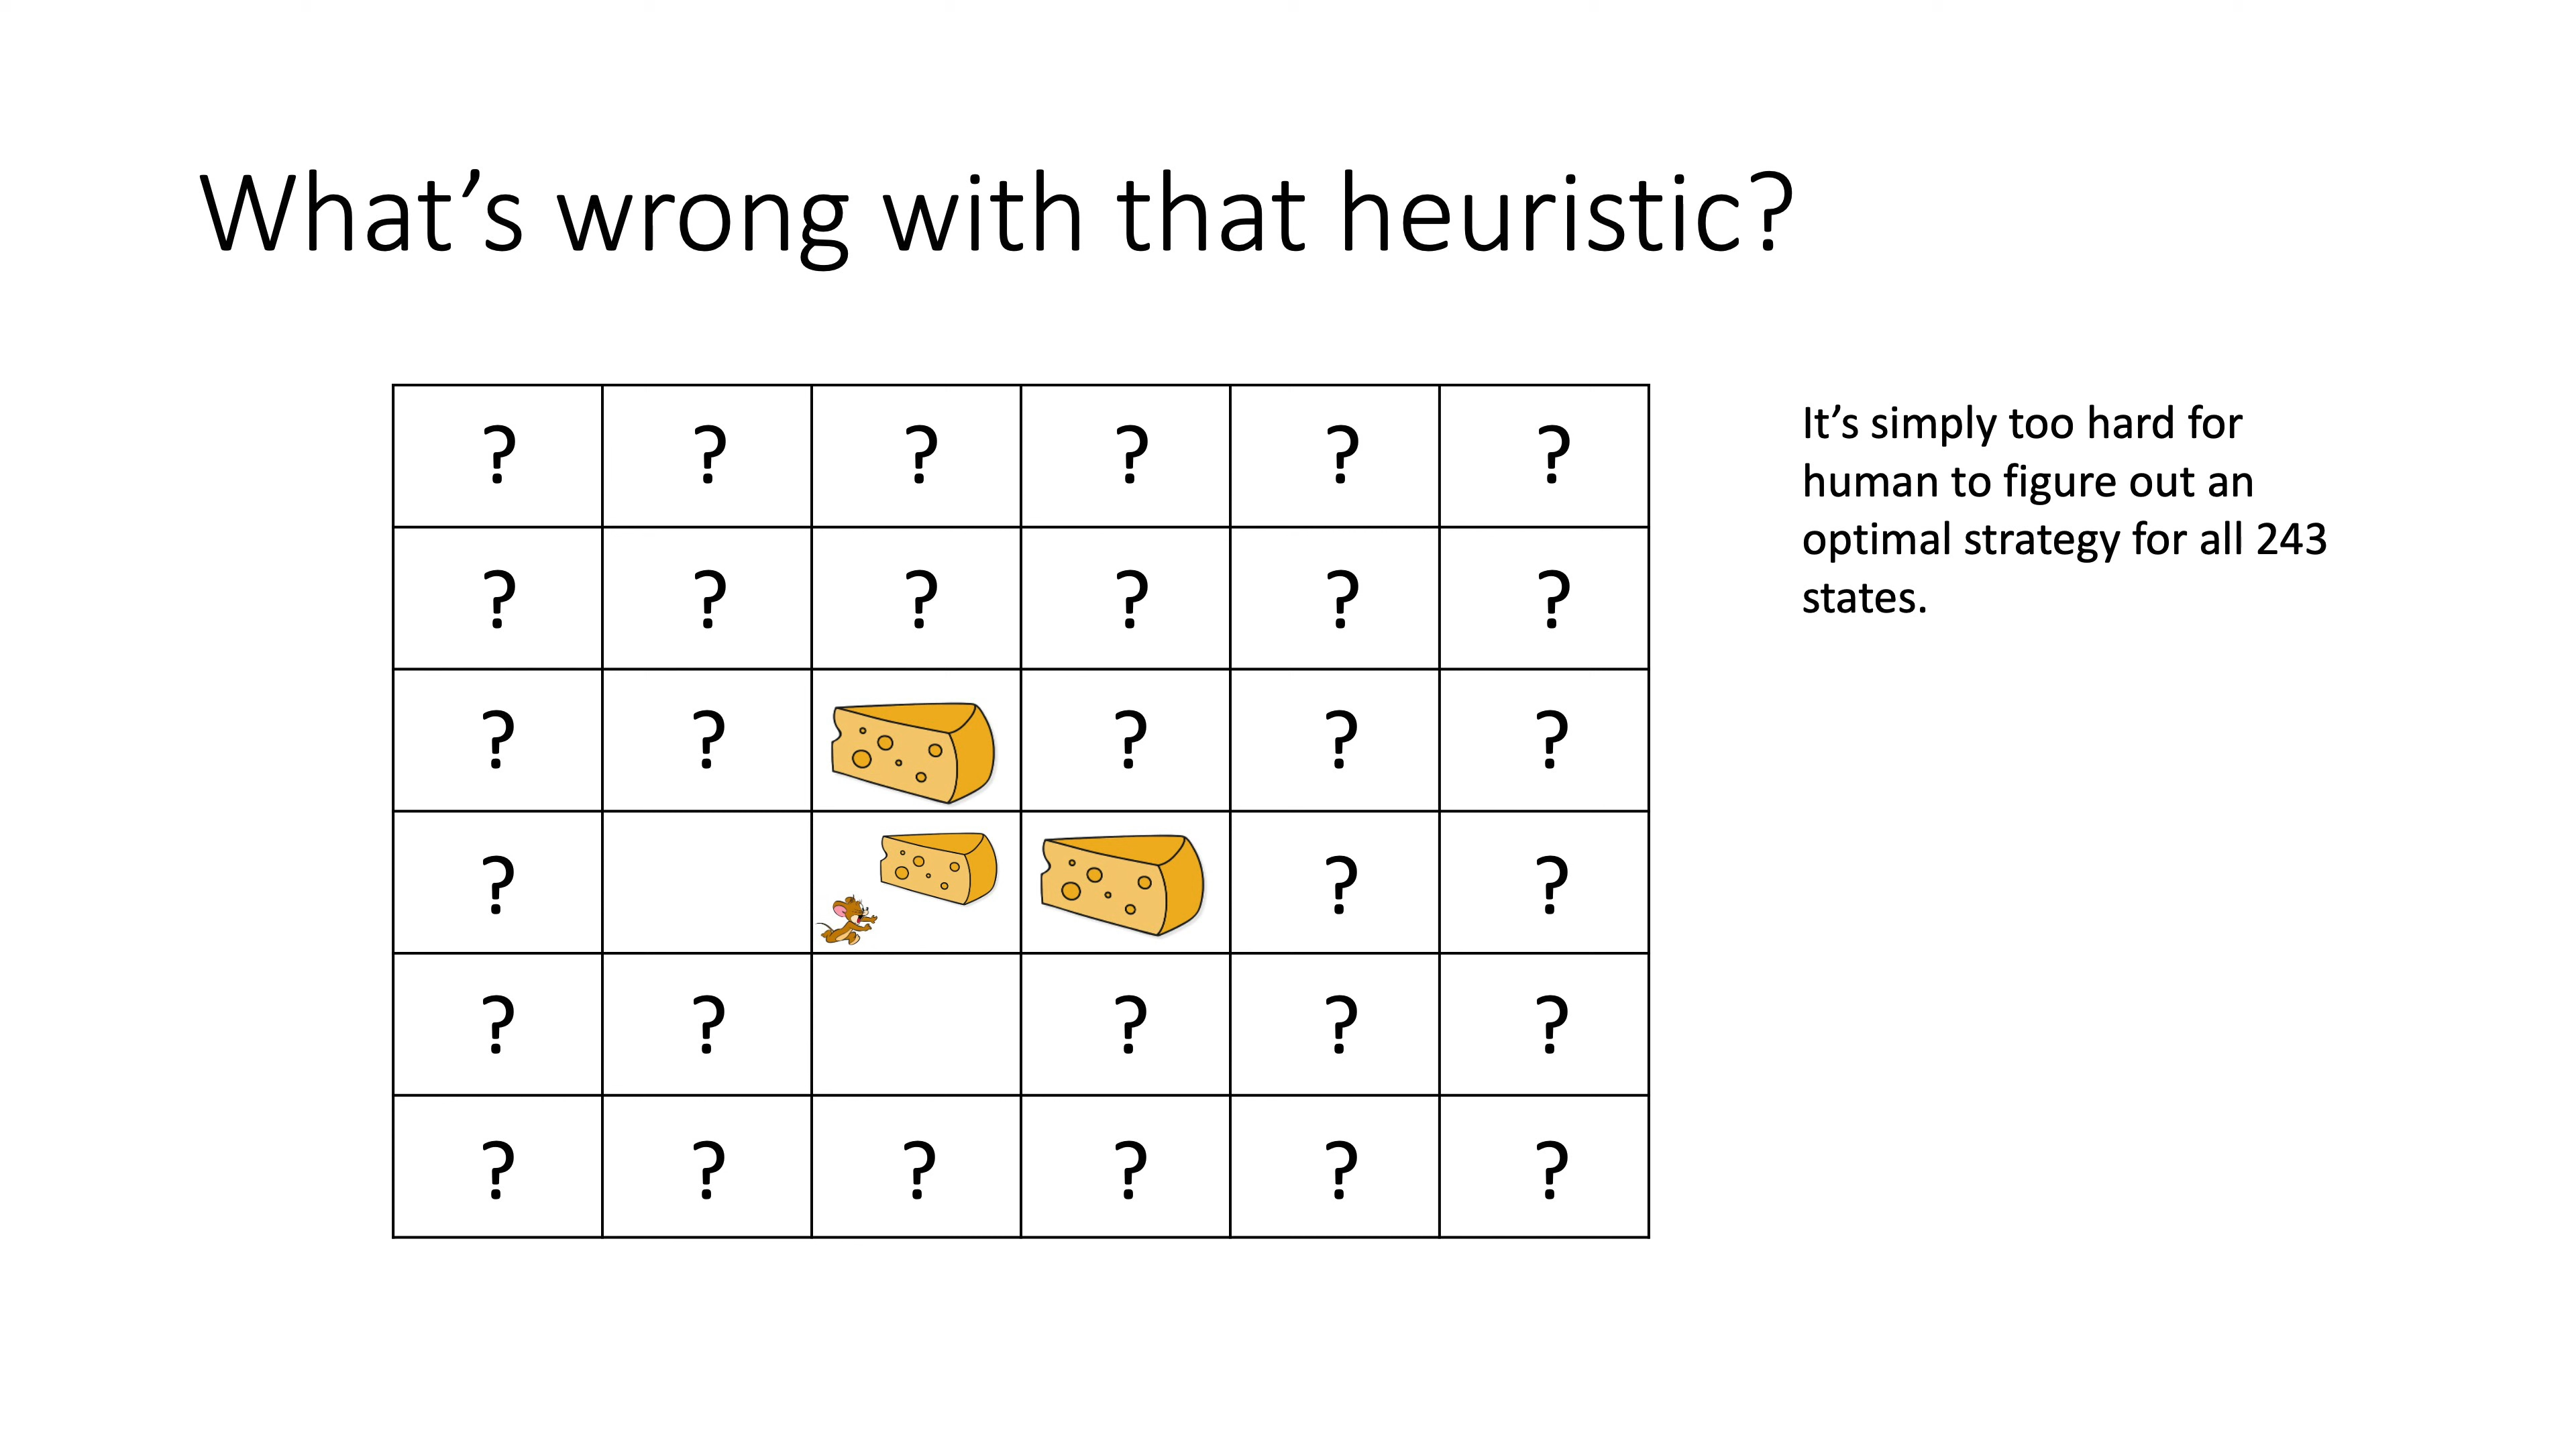 What’s wrong with that heuristic?
? ? ? ? ? ?
? ? ? ? ? ?
? ? ? ? ?
? ? ?
? ? ? ? ?
? ? ? ? ? ?
It’s simply too hard for
human to figure out an
optimal strategy for all 243
states.